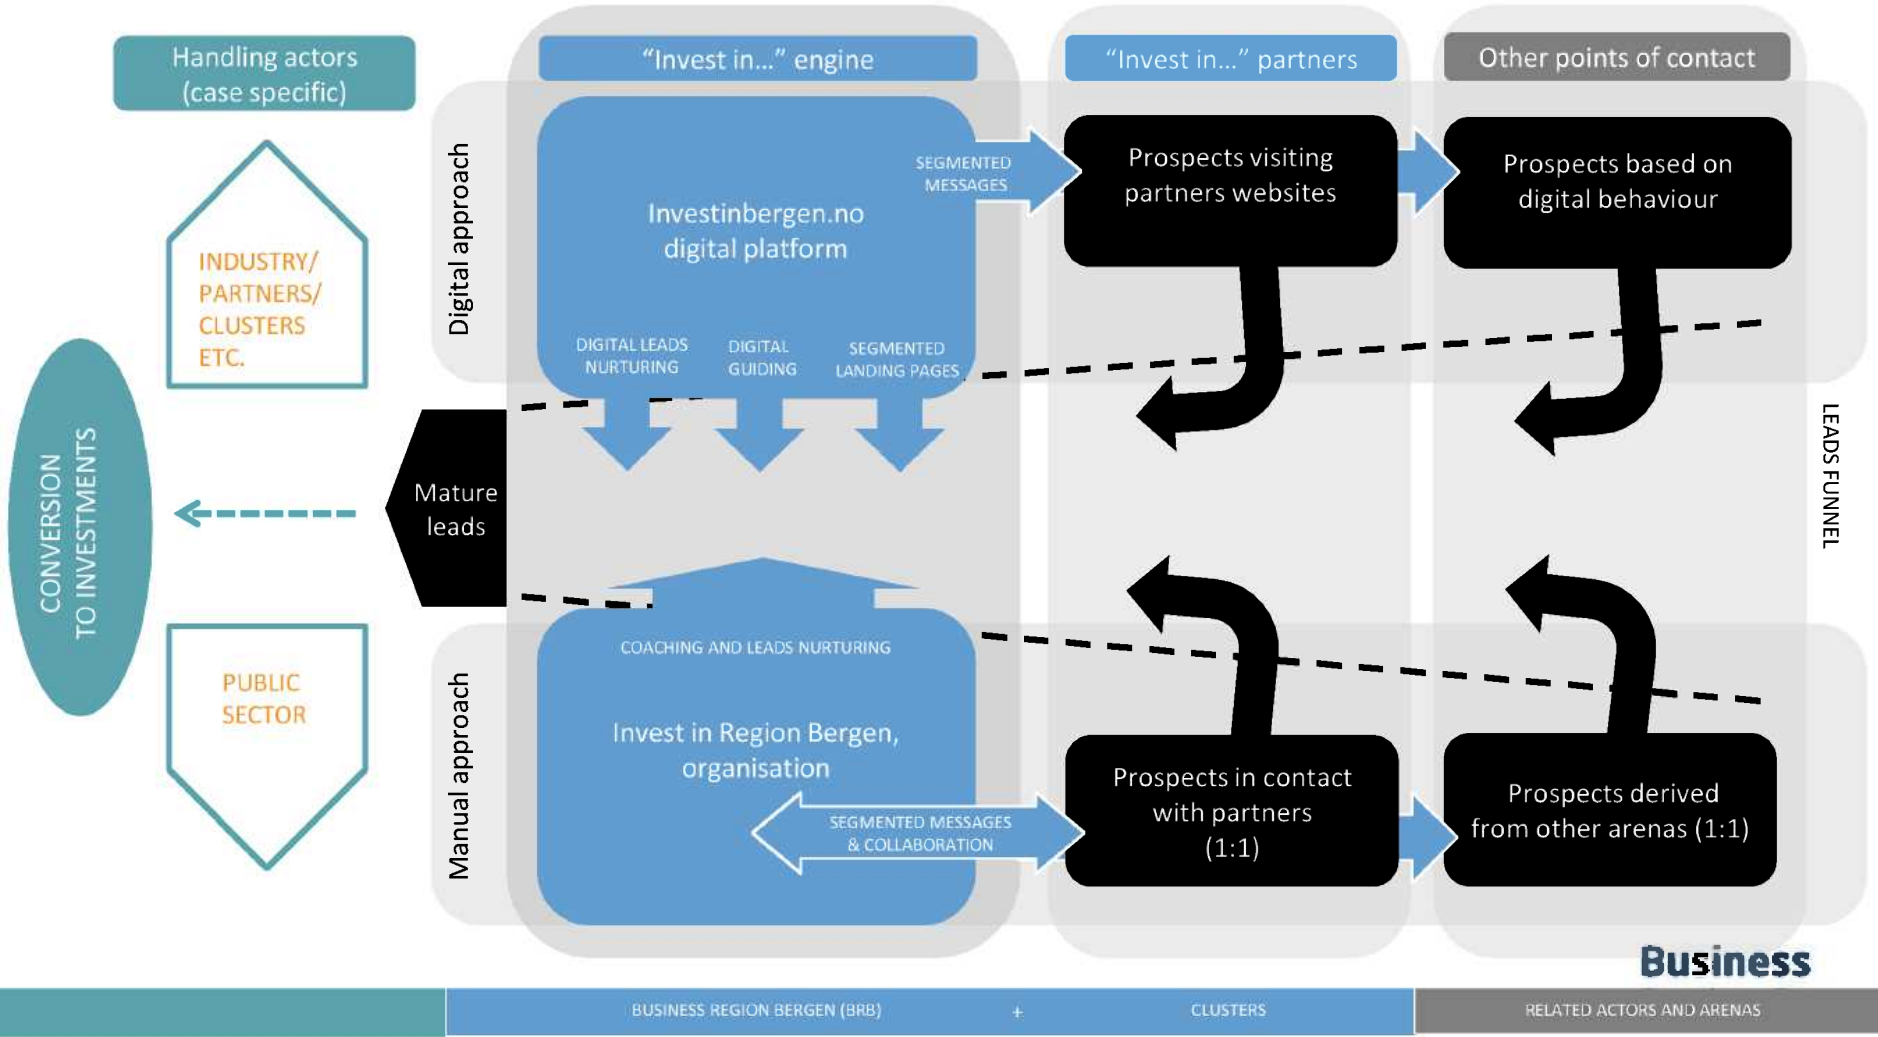 Handling actors
(case specific)
“Invest in...” engine
“Invest in...” partners
Other points of contact
Digital approach
Investinbergen.no
digital platform
SEGMENTED
MESSAGES
DIGITAL LEADS
NURTURING
DIGITAL
GUIDING
SEGMENTED
LANDING PAGES
Prospects visiting
partners websites
Prospects based on
digital behaviour
INDUSTRY/
PARTNERS/
CLUSTERS
ETC.
CONVERSION
TO INVESTMENTS
Mature
leads
LEADS FUNNEL
PUBLIC
SECTOR
Manual approach
COACHING AND LEADS NURTURING
Invest in Region Bergen,
organisation
SEGMENTED MESSAGES
& COLLABORATION
Prospects in contact
with partners
(1:1)
Prospects derived
from other arenas (1:1)
Business
BUSINESS REGION BERGEN (BRB)
+
CLUSTERS
RELATED ACTORS AND ARENAS